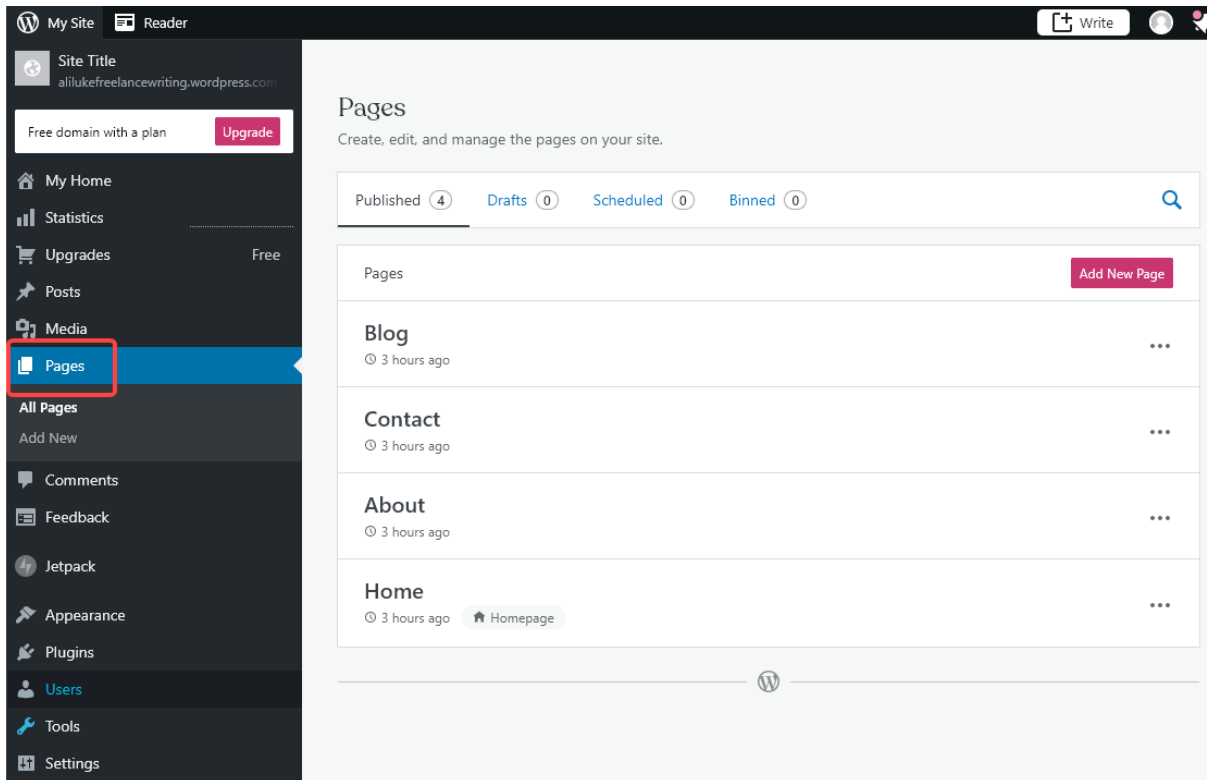 My Site Reader Write
Site Title
alilukefreelancewriting.wordpress.com
Free domain with a plan Upgrade
My Home
Statistics
Upgrades Free
Posts
Media
Pages
All Pages
Add New
Comments
Feedback
Jetpack
Appearance
Plugins
Users
Tools
Settings
Pages
Create, edit, and manage the pages on your site.
Published 4 Drafts 0 Scheduled 0 Binned 0
Pages Add New Page
Blog
3 hours ago
Contact
3 hours ago
About
3 hours ago
Home
3 hours ago Homepage